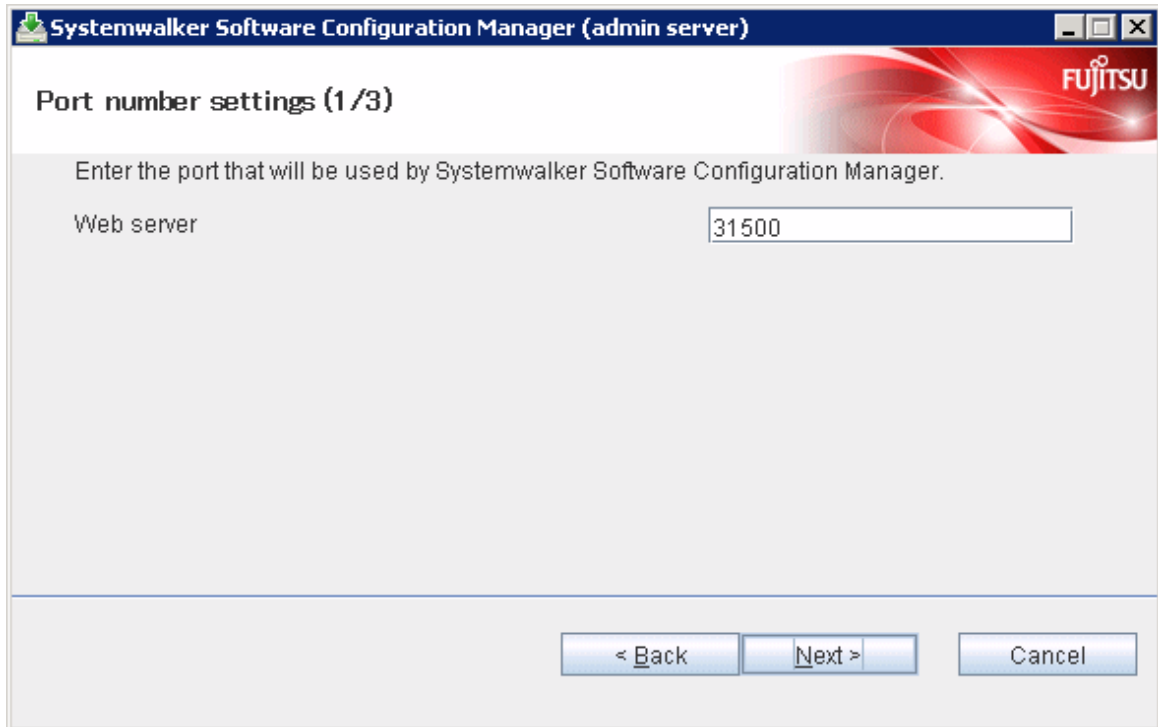 Systemwalker Software Configuration Manager (admin server)
Port number settings (1/3)
FUJITSU
Enter the port that will be used by Systemwalker Software Configuration Manager.
Web server
31500
< Back
Next >
Cancel